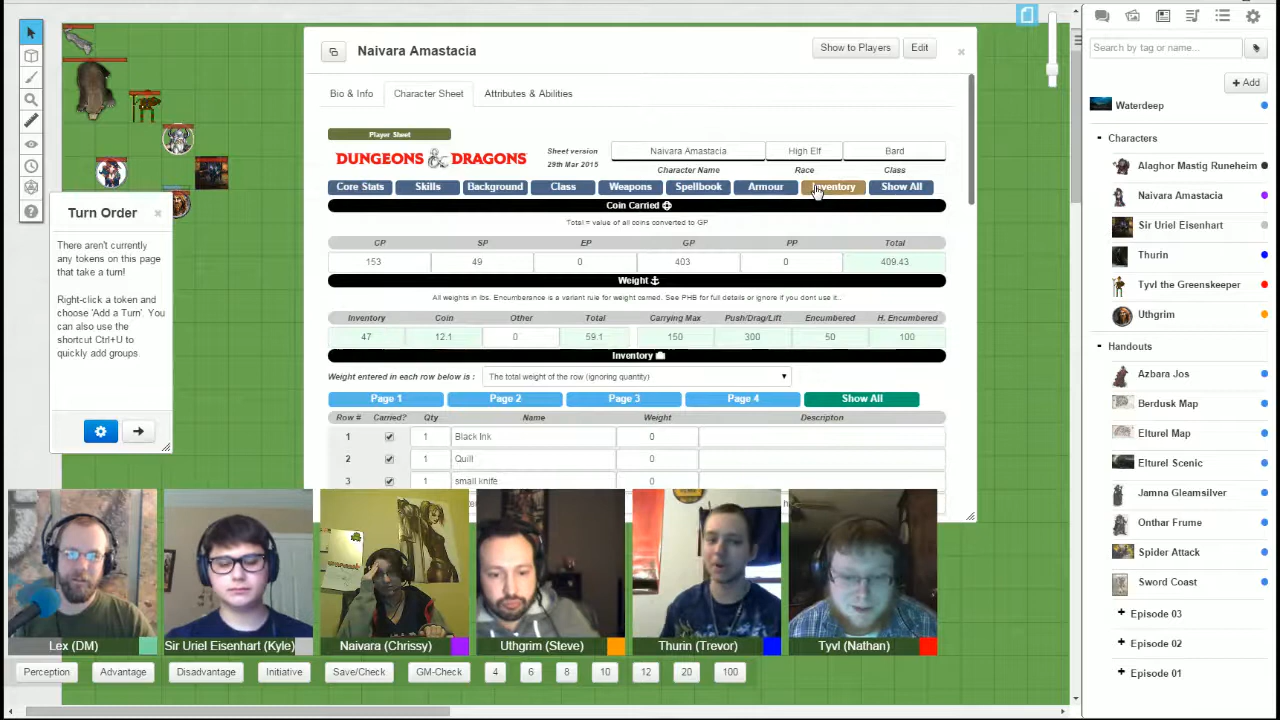 Naivara Amastacia
Show to Players
Edit
×
Search by tag or name...
+ Add
Bio & Info
Character Sheet
Attributes & Abilities
Waterdeep
Characters
Player Sheet
DUNGEONS & DRAGONS
Sheet version
29th Mar 2015
Naivara Amastacia
High Elf
Bard
Character Name
Race
Class
Alaghor Mastig Runeheim
Core Stats
Skills
Background
Class
Weapons
Spellbook
Armour
Inventory
Show All
Naivara Amastacia
Coin Carried
Turn Order
×
Total = value of all coins converted to GP
Sir Uriel Eisenhart
CP
SP
EP
GP
PP
Total
There aren't currently
any tokens on this page
that take a turn!
153
49
0
403
0
409.43
Thurin
Weight
Right-click a token and
choose 'Add a Turn'. You
can also use the
shortcut Ctrl+U to
quickly add groups
All weights in lbs. Encumberance is a variant rule for weight carried. See PHB for full details or ignore if you dont use it..
Tyvl the Greenskeeper
Inventory
Coin
Other
Total
Carrying Max
Push/Drag/Lift
Encumbered
H. Encumbered
Uthgrim
47
12.1
0
59.1
150
300
50
100
Handouts
Inventory
Weight entered in each row below is :
The total weight of the row (ignoring quantity)
Azbara Jos
Page 1
Page 2
Page 3
Page 4
Show All
Berdusk Map
Row #
Carried?
Qty
Name
Weight
Descripton
1
1
Black Ink
0
Elturel Map
2
1
Quill
0
Elturel Scenic
3
1
small knife
0
Jamna Gleamsilver
Onthar Frume
Spider Attack
Sword Coast
+ Episode 03
+ Episode 02
+ Episode 01
Lex (DM)
Sir Uriel Eisenhart (Kyle)
Naivara (Chrissy)
Uthgrim (Steve)
Thurin (Trevor)
Tyvl (Nathan)
Perception
Advantage
Disadvantage
Initiative
Save/Check
GM-Check
4
6
8
10
12
20
100